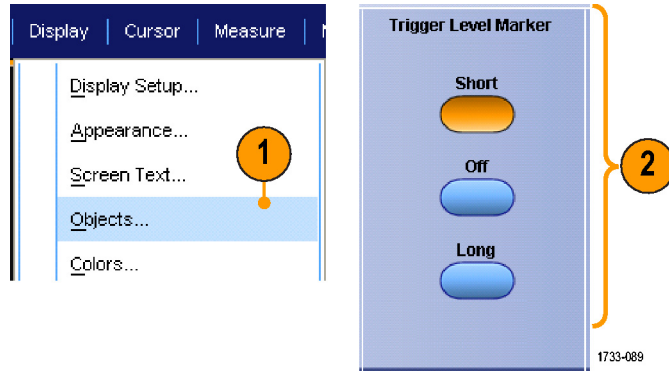 Display | Cursor | Measure |
Display Setup...
Appearance...
Screen Text...
Objects...
Colors...
1
Trigger Level Marker
Short
Off
Long
2
1733-089